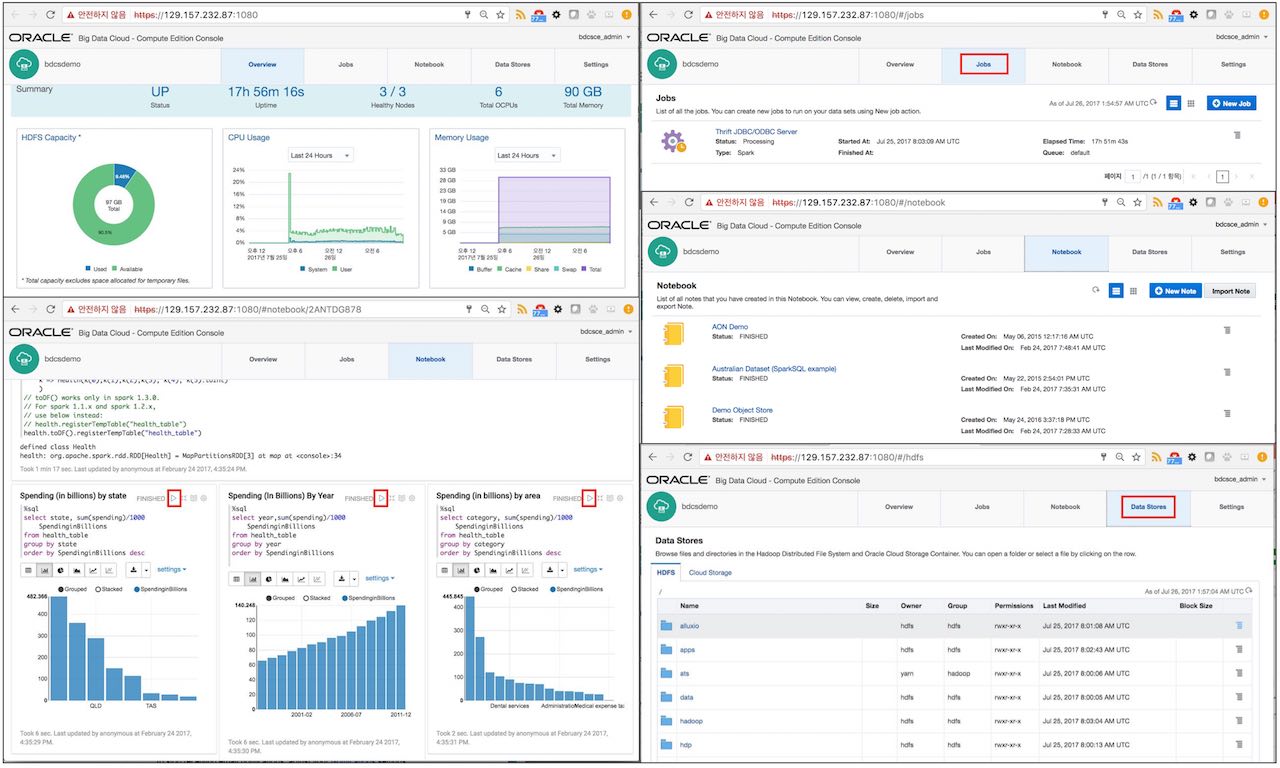 안전하지 않음 https://129.157.232.87:1080
ORACLE® Big Data Cloud - Compute Edition Console
bdcsce_admin
bdcsdemo
Overview Jobs Notebook Data Stores Settings
Summary
UP 17h 56m 16s 3 / 3 6 90 GB
Status Uptime Healthy Nodes Total OCPUs Total Memory
HDFS Capacity *
9.48%
97 GB
Total
90.5%
Used Available
* Total capacity excludes space allocated for temporary files.
CPU Usage
Last 24 Hours
24%
20%
16%
12%
8%
4%
0%
오후 12 오후 6 오전 12 오전 6
2017년 7월 25일 26일
System User
Memory Usage
Last 24 Hours
33 GB
28 GB
23 GB
19 GB
14 GB
9 GB
5 GB
오후 12 오후 6 오전 12 오전 6
2017년 7월 25일 26일
Buffer Cache Share Swap Total
안전하지 않음 https://129.157.232.87:1080/#notebook/2ANTDG878
ORACLE® Big Data Cloud - Compute Edition Console
bdcsce_admin
bdcsdemo
Overview Jobs Notebook Data Stores Settings
)
// toDF() works only in spark 1.3.0.
// For spark 1.1.x and spark 1.2.x,
// use below instead:
// health.registerTempTable("health_table")
health.toDF().registerTempTable("health_table")
defined class Health
health: org.apache.spark.rdd.RDD[Health] = MapPartitionsRDD[3] at map at <console>:34
Took 1 min 17 sec. Last updated by anonymous at February 24 2017, 4:35:24 PM.
Spending (in billions) by state
FINISHED
%sql
select state, sum(spending)/1000
SpendinginBillions
from health_table
group by state
order by SpendinginBillions desc
settings
Grouped Stacked SpendinginBillions
482.366
400
300
200
100
0
QLD TAS
Took 6 sec. Last updated by anonymous at February 24 2017,
4:35:29 PM.
Spending (In Billions) By Year
FINISHED
%sql
select year,sum(spending)/1000
SpendinginBillions
from health_table
group by year
order by SpendinginBillions
settings
Grouped Stacked SpendinginBillions
140.248
120
100
80
60
40
20
0
2001-02 2006-07 2011-12
Took 6 sec. Last updated by anonymous at February 24 2017,
4:35:30 PM.
Spending (in billions) by area
FINISHED
%sql
select category, sum(spending)/1000
SpendinginBillions
from health_table
group by category
order by SpendinginBillions desc
settings
Grouped Stacked SpendinginBillions
445.845
400
300
200
100
0
Dental services Administration Medical expense ta
Took 2 sec. Last updated by anonymous at February 24 2017,
4:35:31 PM.
안전하지 않음 https://129.157.232.87:1080/#/jobs
ORACLE® Big Data Cloud - Compute Edition Console
bdcsce_admin
bdcsdemo
Overview Jobs Notebook Data Stores Settings
Jobs
List of all the jobs. You can create new jobs to run on your data sets using New job action.
As of Jul 26, 2017 1:54:57 AM UTC
New Job
Thrift JDBC/ODBC Server
Status: Processing Started At: Jul 25, 2017 8:03:09 AM UTC Elapsed Time: 17h 51m 43s
Type: Spark Finished At: Queue: default
페이지 1 /1 (1 / 1 항목) 1
안전하지 않음 https://129.157.232.87:1080/#/notebook
ORACLE® Big Data Cloud - Compute Edition Console
bdcsce_admin
bdcsdemo
Overview Jobs Notebook Data Stores Settings
Notebook
List of all notes that you have created in this Notebook. You can view, create, delete, import and
export Note.
New Note Import Note
AON Demo
Status: FINISHED
Created On: May 06, 2015 12:17:16 AM UTC
Last Modified On: Feb 24, 2017 7:48:41 AM UTC
Australian Dataset (SparkSQL example)
Status: FINISHED
Created On: May 22, 2015 2:54:01 PM UTC
Last Modified On: Feb 24, 2017 7:35:31 AM UTC
Demo Object Store
Status: FINISHED
Created On: May 24, 2016 3:37:18 PM UTC
Last Modified On: Feb 24, 2017 7:28:33 AM UTC
안전하지 않음 https://129.157.232.87:1080/#/hdfs
ORACLE® Big Data Cloud - Compute Edition Console
bdcsce_admin
bdcsdemo
Overview Jobs Notebook Data Stores Settings
Data Stores
Browse files and directories in the Hadoop Distributed File System and Oracle Cloud Storage Container. You can open a folder or select a file by clicking on the row.
HDFS Cloud Storage
/
As of Jul 26, 2017 1:57:04 AM UTC
Name Size Owner Group Permissions Last Modified Block Size
alluxio hdfs hdfs rwxr-xr-x Jul 25, 2017 8:01:08 AM UTC
apps hdfs hdfs rwxr-xr-x Jul 25, 2017 8:02:43 AM UTC
ats yarn hadoop rwxr-xr-x Jul 25, 2017 8:00:06 AM UTC
data hdfs hdfs rwxr-xr-x Jul 25, 2017 8:00:05 AM UTC
hadoop hdfs hdfs rwxr-xr-x Jul 25, 2017 8:03:04 AM UTC
hdp hdfs hdfs rwxr-xr-x Jul 25, 2017 8:00:13 AM UTC